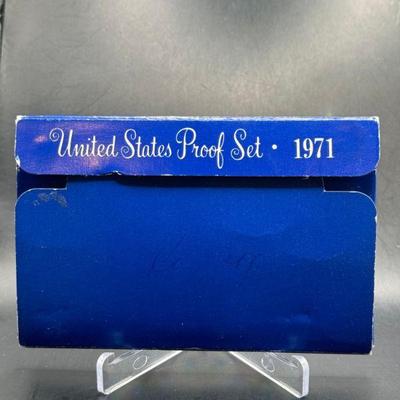 United States Proof Set · 1971